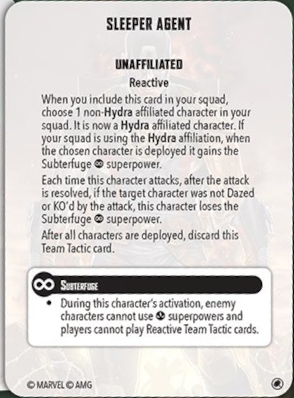 SLEEPER AGENT
UNAFFILIATED
Reactive
When you include this card in your squad,
choose 1 non-Hydra affiliated character in your
squad. It is now a Hydra affiliated character. If
your squad is using the Hydra affiliation, when
the chosen character is deployed it gains the
Subterfuge ∞ superpower.
Each time this character attacks, after the attack
is resolved, if the target character was not Dazed
or KO'd by the attack, this character loses the
Subterfuge ∞ superpower.
After all characters are deployed, discard this
Team Tactic card.
∞ SUBTERFUGE
• During this character's activation, enemy
characters cannot use superpowers and
players cannot play Reactive Team Tactic cards.
© MARVEL © AMG